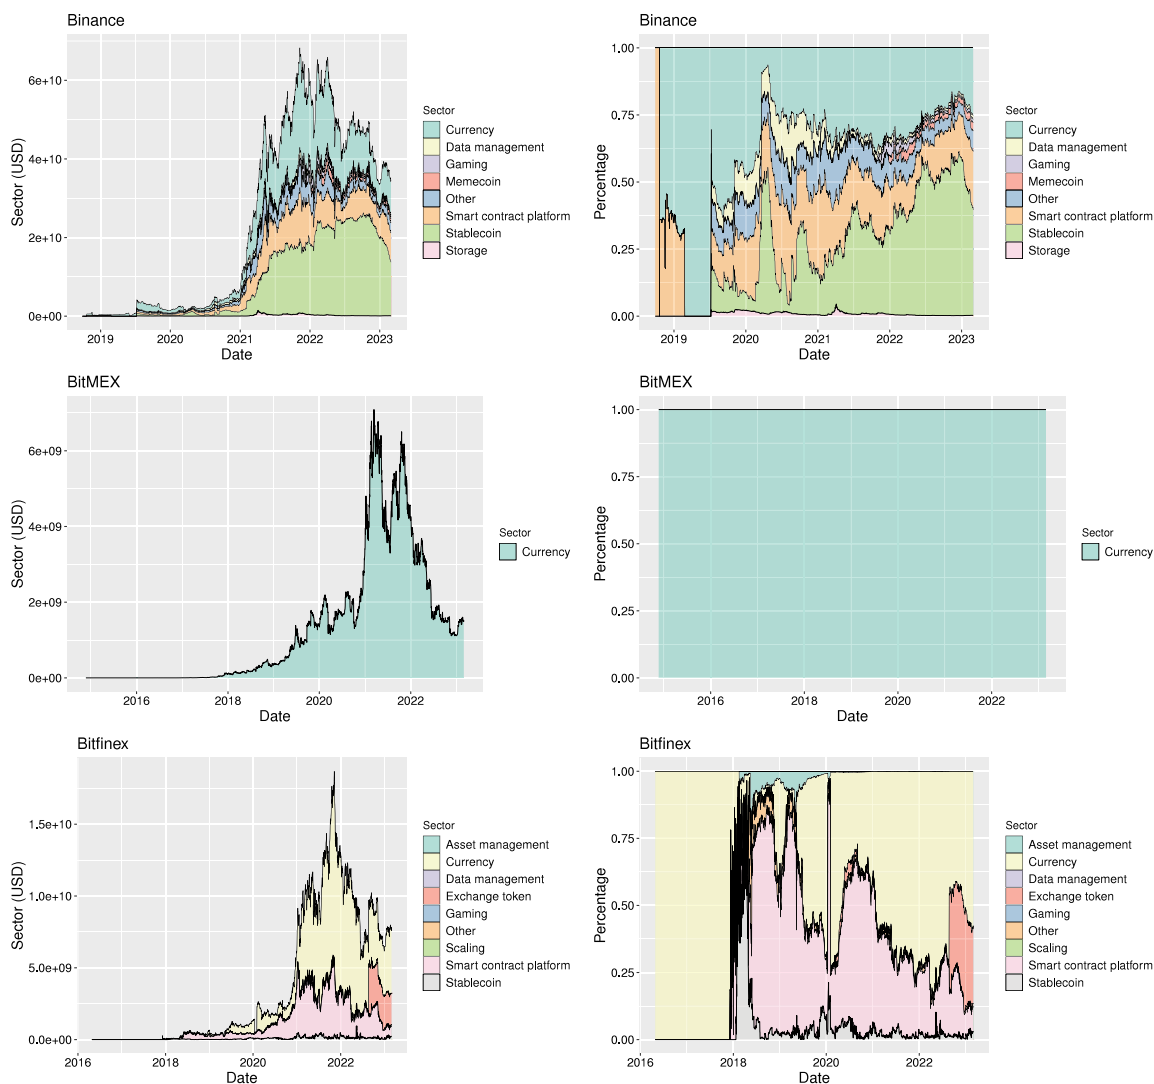 Binance
Sector (USD)
6e+10
4e+10
2e+10
0e+00
2019 2020 2021 2022 2023
Date
Sector
Currency
Data management
Gaming
Memecoin
Other
Smart contract platform
Stablecoin
Storage
Binance
Percentage
1.00
0.75
0.50
0.25
0.00
2019 2020 2021 2022 2023
Date
Sector
Currency
Data management
Gaming
Memecoin
Other
Smart contract platform
Stablecoin
Storage
BitMEX
Sector (USD)
6e+09
4e+09
2e+09
0e+00
2016 2018 2020 2022
Date
Sector
Currency
BitMEX
Percentage
1.00
0.75
0.50
0.25
0.00
2016 2018 2020 2022
Date
Sector
Currency
Bitfinex
Sector (USD)
1.5e+10
1.0e+10
5.0e+09
0.0e+00
2016 2018 2020 2022
Date
Sector
Asset management
Currency
Data management
Exchange token
Gaming
Other
Scaling
Smart contract platform
Stablecoin
Bitfinex
Percentage
1.00
0.75
0.50
0.25
0.00
2016 2018 2020 2022
Date
Sector
Asset management
Currency
Data management
Exchange token
Gaming
Other
Scaling
Smart contract platform
Stablecoin